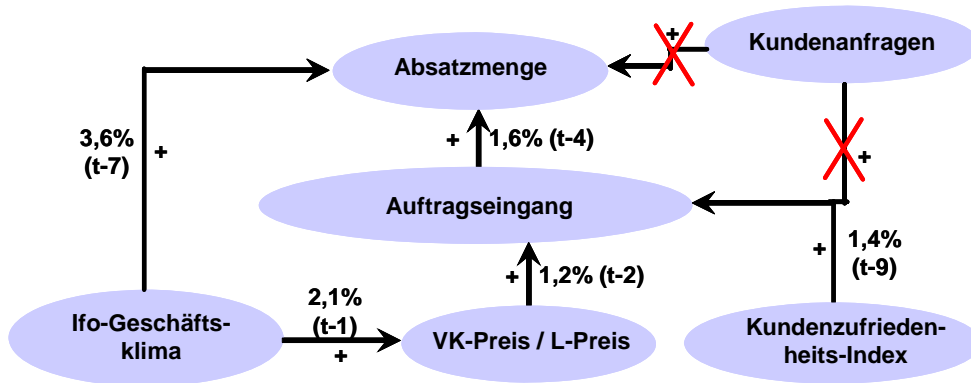 +
Kundenanfragen
Absatzmenge
3,6%
(t-7)
+
+
1,6% (t-4)
+
Auftragseingang
+
1,2% (t-2)
+
1,4%
(t-9)
2,1%
(t-1)
+
Ifo-Geschäfts-
klima
VK-Preis / L-Preis
Kundenzufrieden-
heits-Index